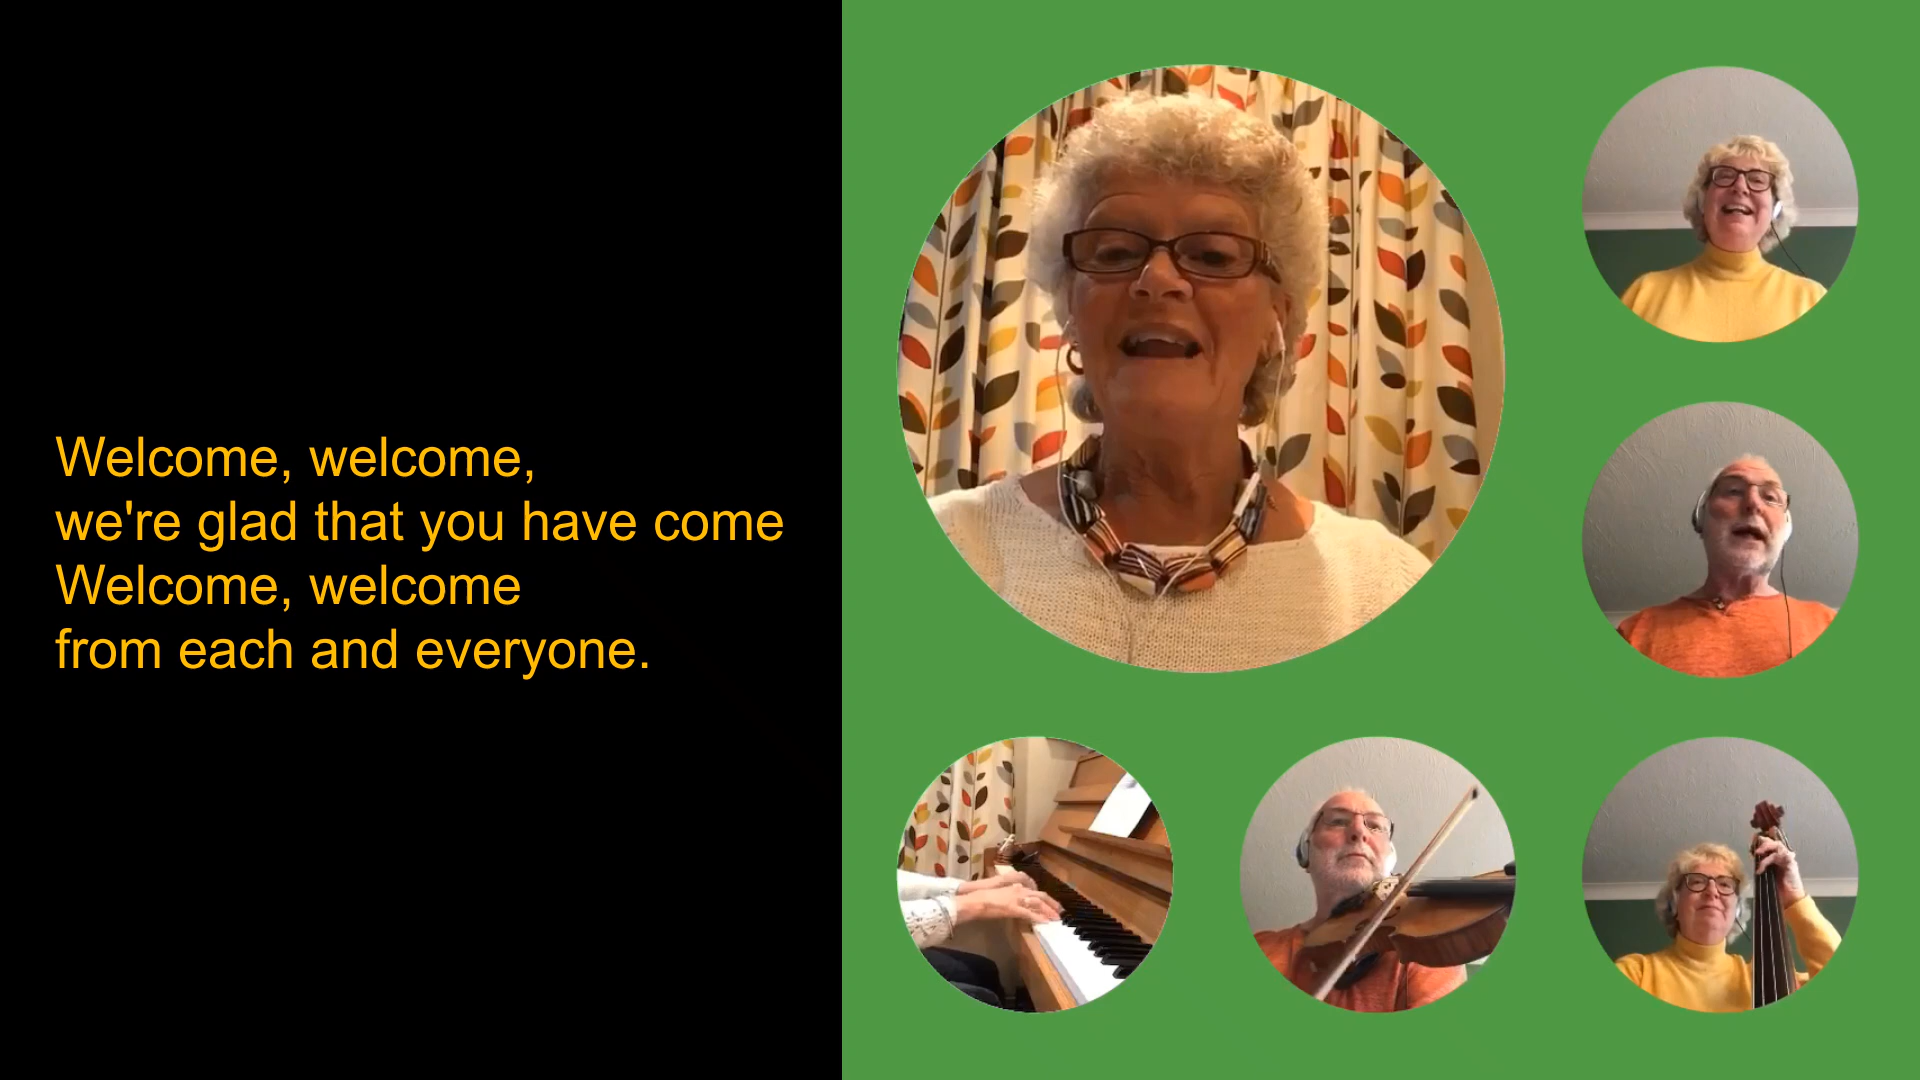 Welcome, welcome,
we're glad that you have come
Welcome, welcome
from each and everyone.